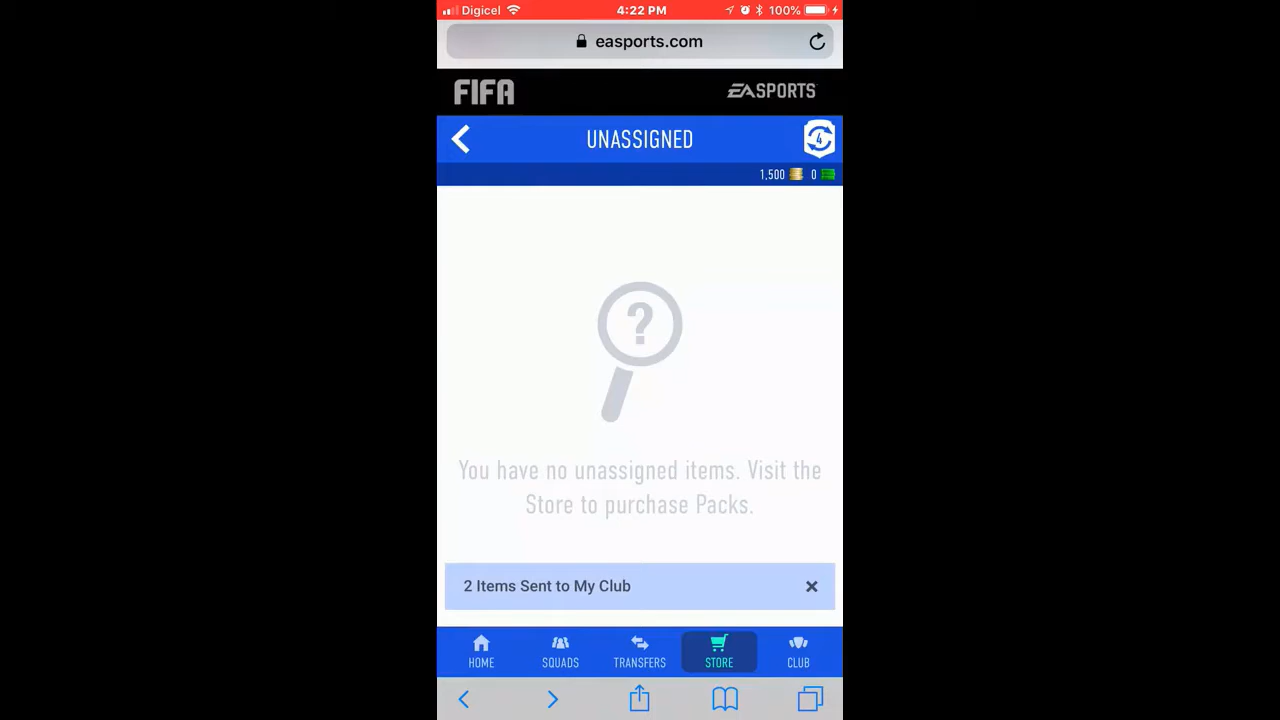 Digicel 4:22 PM 100%
easports.com
FIFA EA SPORTS
UNASSIGNED 4
1,500 0
?
You have no unassigned items. Visit the
Store to purchase Packs.
2 Items Sent to My Club
HOME SQUADS TRANSFERS STORE CLUB